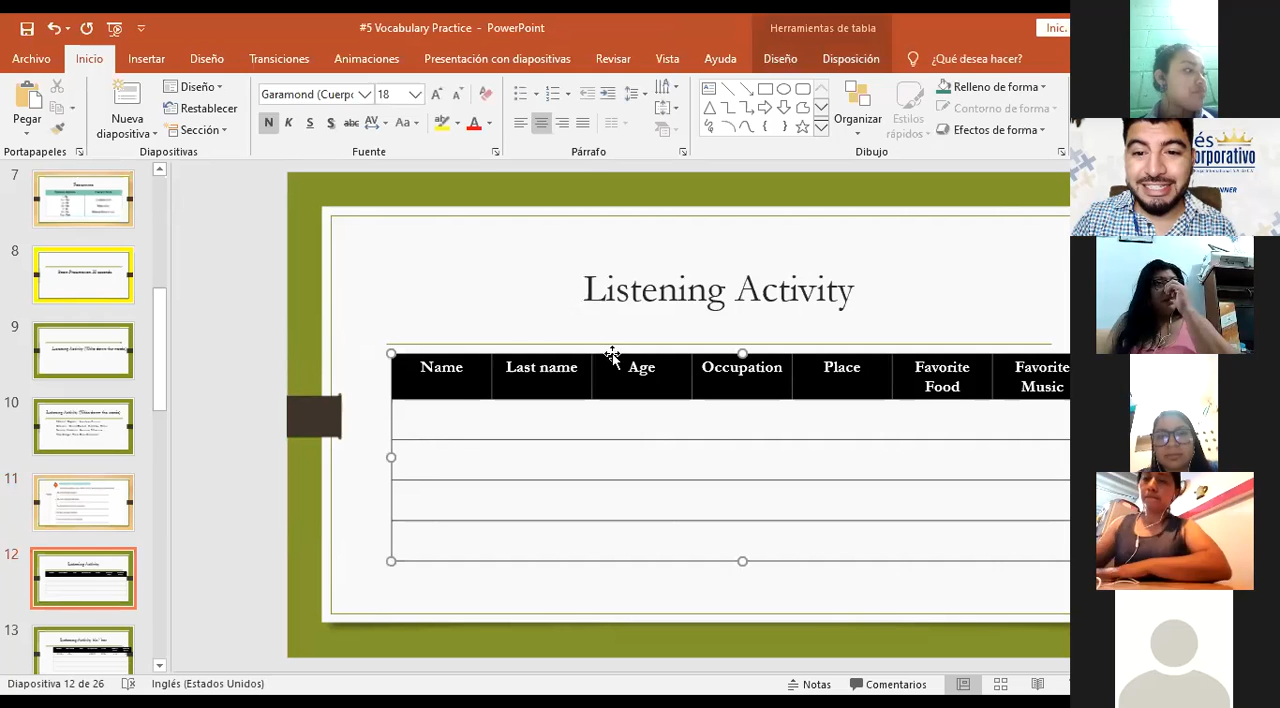 #5 Vocabulary Practice - PowerPoint
Herramientas de tabla
Inic.
Archivo Inicio Insertar Diseño Transiciones Animaciones Presentación con diapositivas Revisar Vista Ayuda Diseño Disposición ¿Qué desea hacer?
Pegar
Nueva diapositiva
Diseño
Restablecer
Sección
Garamond (Cuerp 18
N K S S abc AV Aa
Organizar
Estilos rápidos
Relleno de forma
Contorno de forma
Efectos de forma
Portapapeles Diapositivas Fuente Párrafo Dibujo
7
8
9
10
11
12
13
Listening Activity
Name Last name Age Occupation Place Favorite Food Favorite Music
és
orporativo
NNER
Diapositiva 12 de 26 Inglés (Estados Unidos) Notas Comentarios